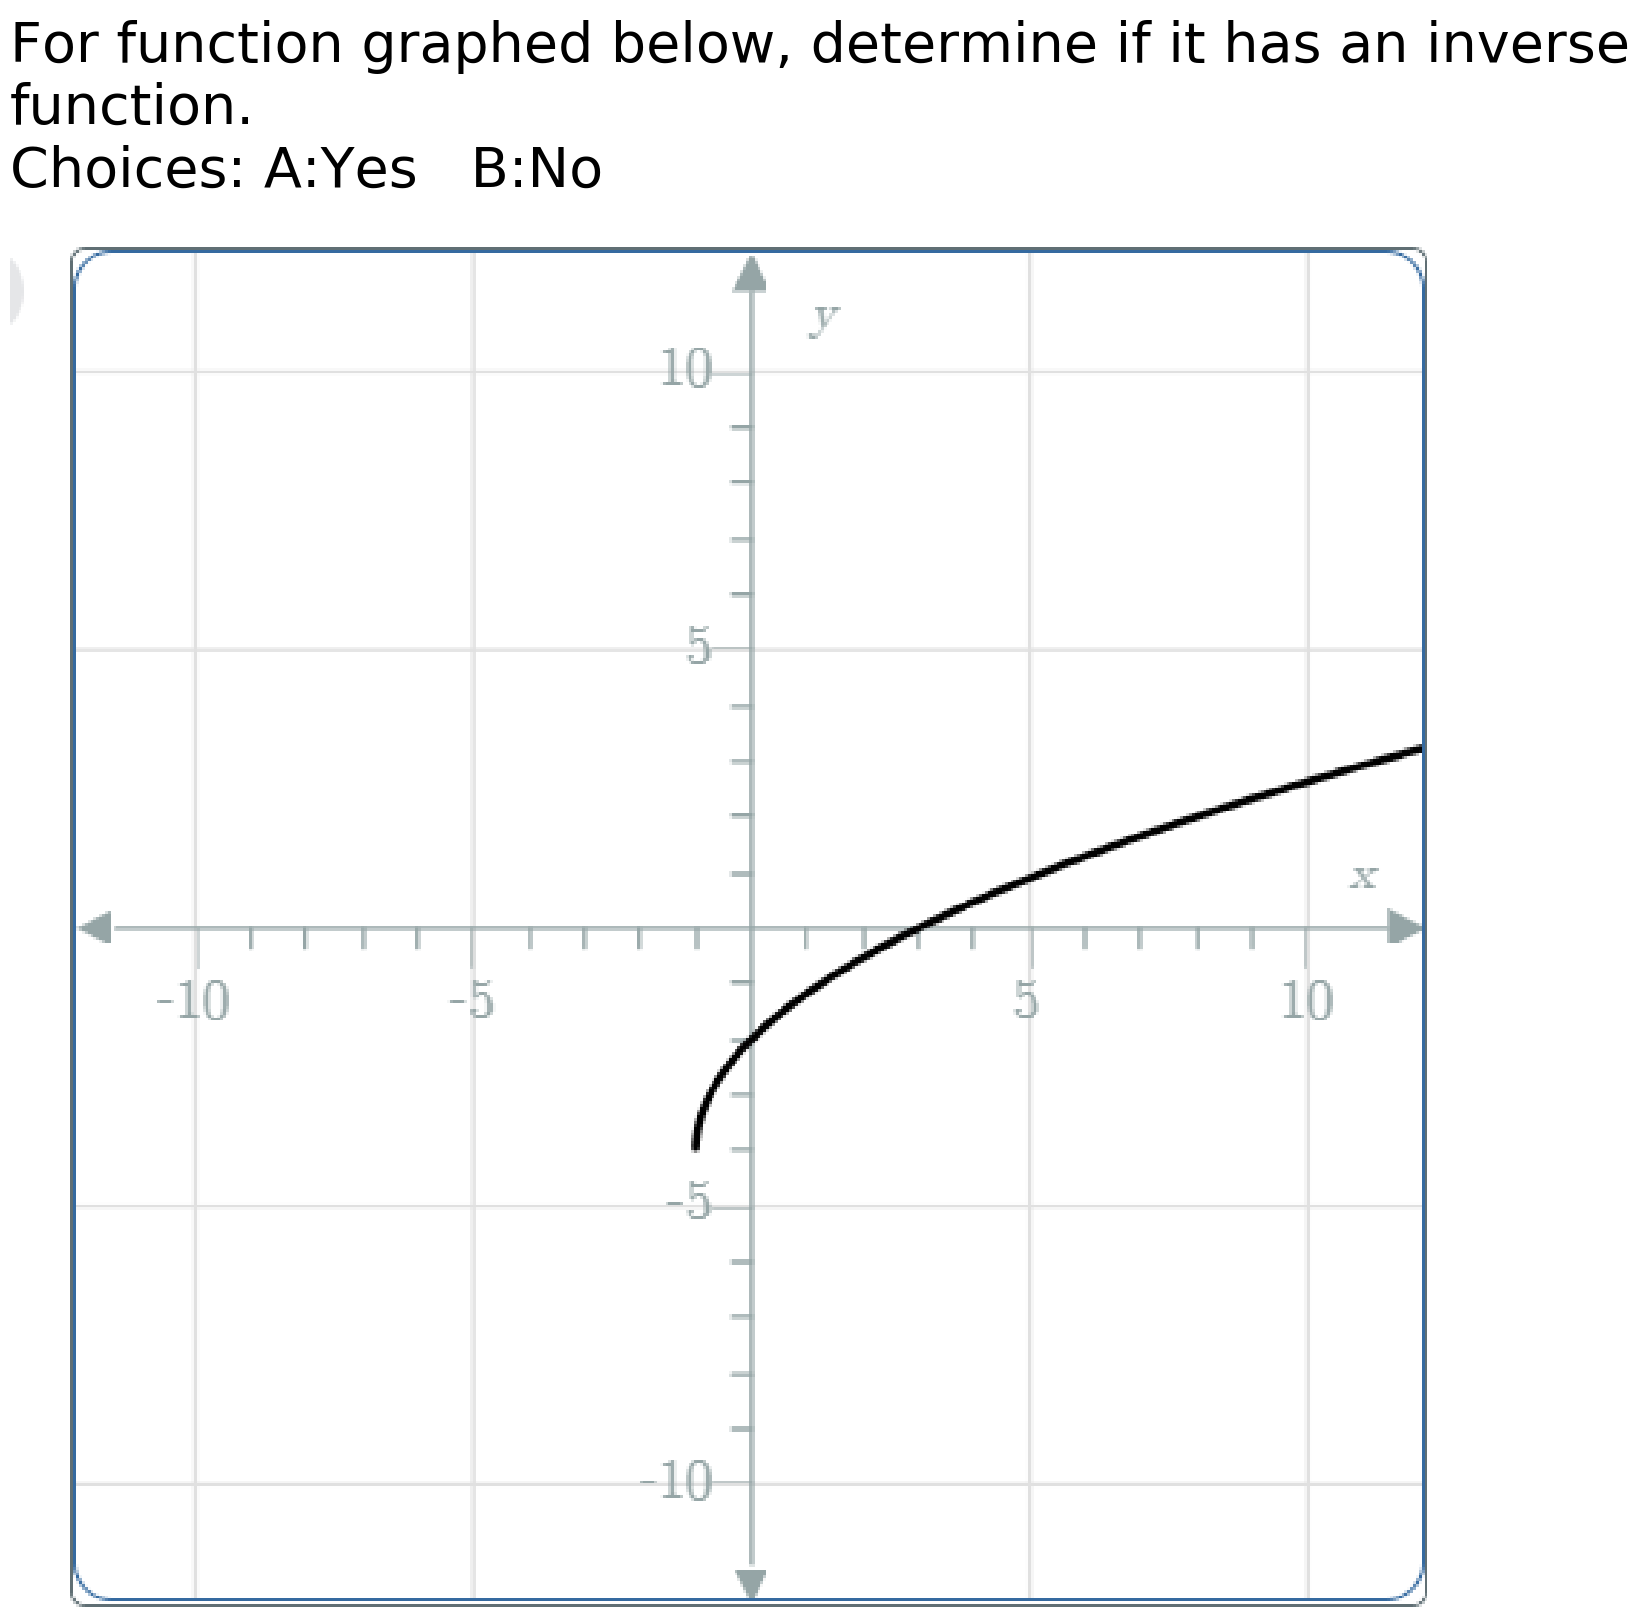 For function graphed below, determine if it has an inverse
function.
Choices: A:Yes   B:No
y
10
5
x
-10 -5 5 10
-5
-10